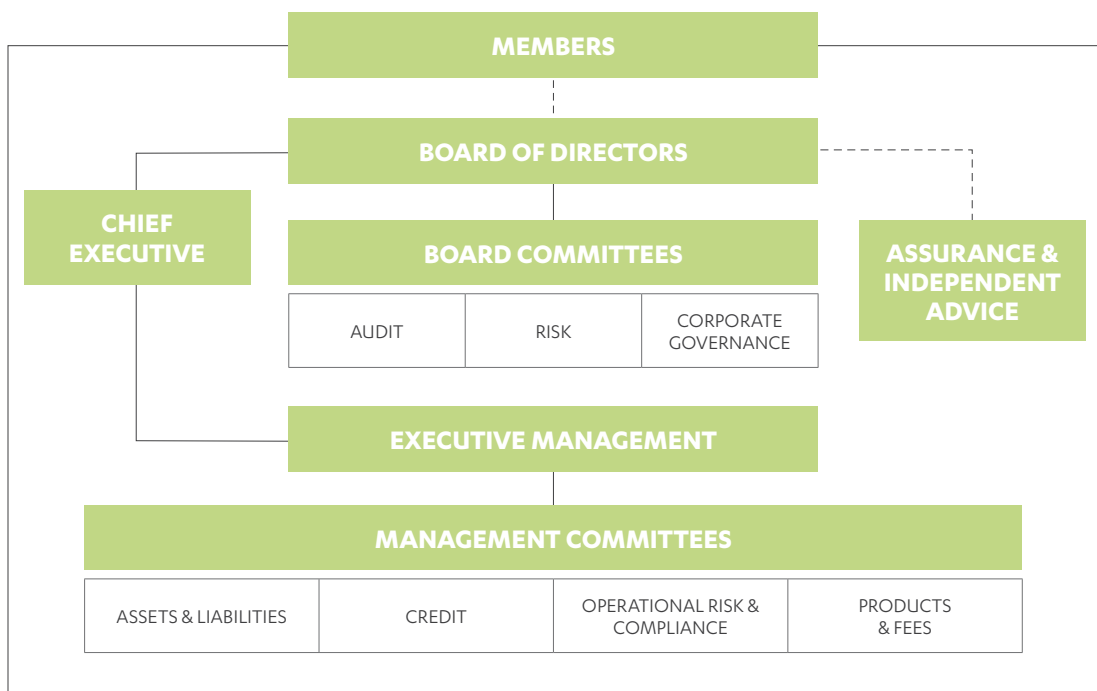 MEMBERS
BOARD OF DIRECTORS
CHIEF
EXECUTIVE
BOARD COMMITTEES
ASSURANCE &
INDEPENDENT
ADVICE
AUDIT
RISK
CORPORATE
GOVERNANCE
EXECUTIVE MANAGEMENT
MANAGEMENT COMMITTEES
ASSETS & LIABILITIES
CREDIT
OPERATIONAL RISK &
COMPLIANCE
PRODUCTS
& FEES